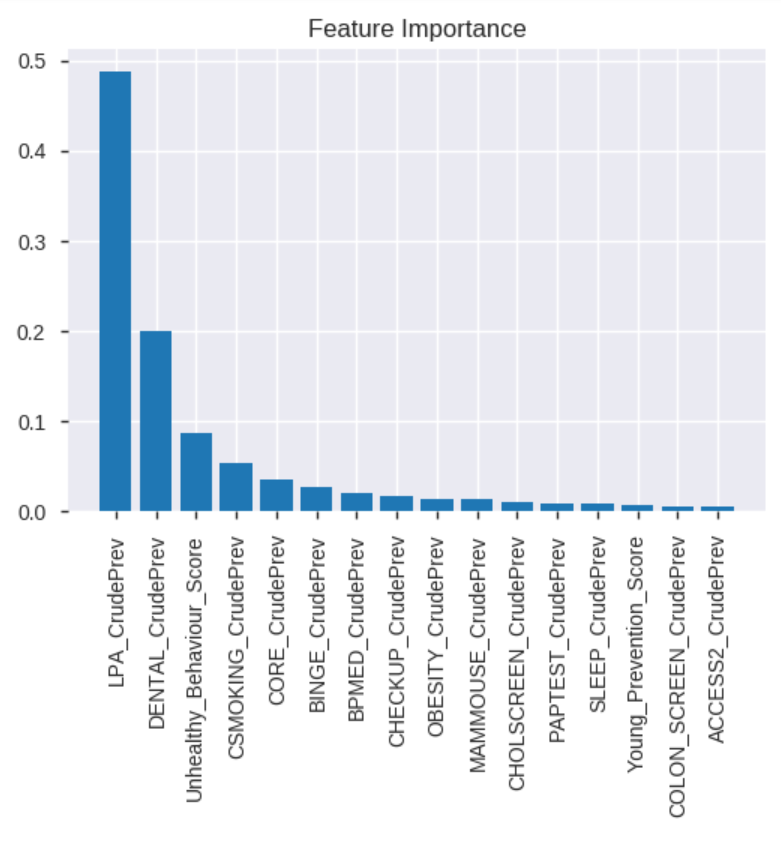 Feature Importance
0.5
0.4
0.3
0.2
0.1
0.0
LPA_CrudePrev
DENTAL_CrudePrev
Unhealthy_Behaviour_Score
CSMOKING_CrudePrev
CORE_CrudePrev
BINGE_CrudePrev
BPMED_CrudePrev
CHECKUP_CrudePrev
OBESITY_CrudePrev
MAMMOUSE_CrudePrev
CHOLSCREEN_CrudePrev
PAPTEST_CrudePrev
SLEEP_CrudePrev
Young_Prevention_Score
COLON_SCREEN_CrudePrev
ACCESS2_CrudePrev